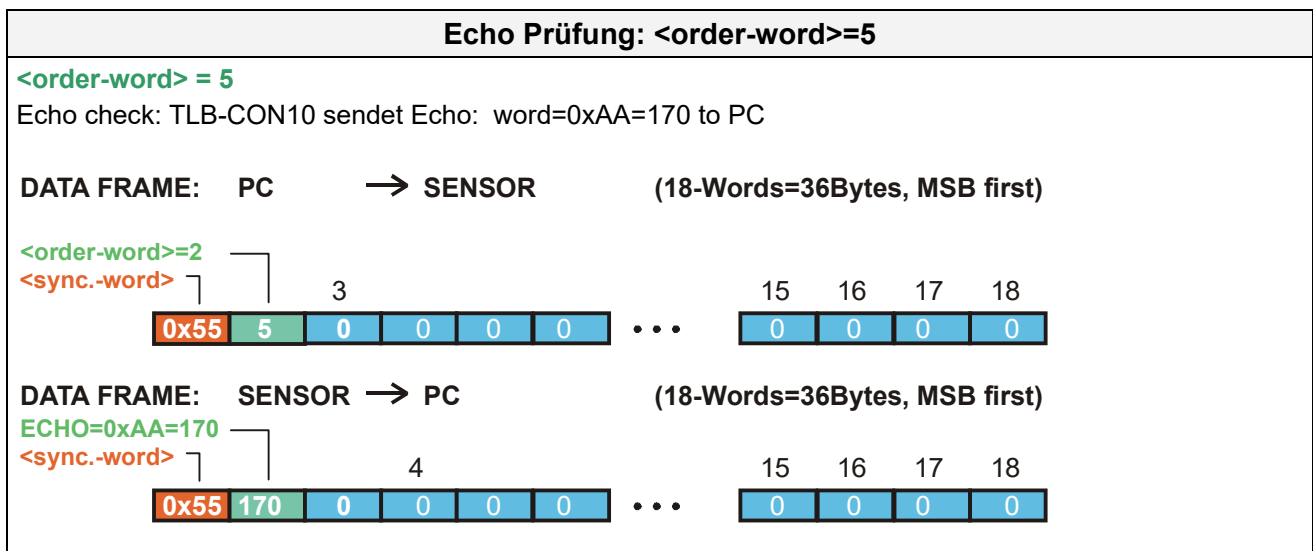 Echo Prüfung: <order-word>=5
<order-word> = 5
Echo check: TLB-CON10 sendet Echo: word=0xAA=170 to PC
DATA FRAME: PC → SENSOR (18-Words=36Bytes, MSB first)
<order-word>=2
<sync.-word>
3 15 16 17 18
0x55 5 0 0 0 0 • • • 0 0 0 0
DATA FRAME: SENSOR → PC (18-Words=36Bytes, MSB first)
ECHO=0xAA=170
<sync.-word>
4 15 16 17 18
0x55 170 0 0 0 0 • • • 0 0 0 0